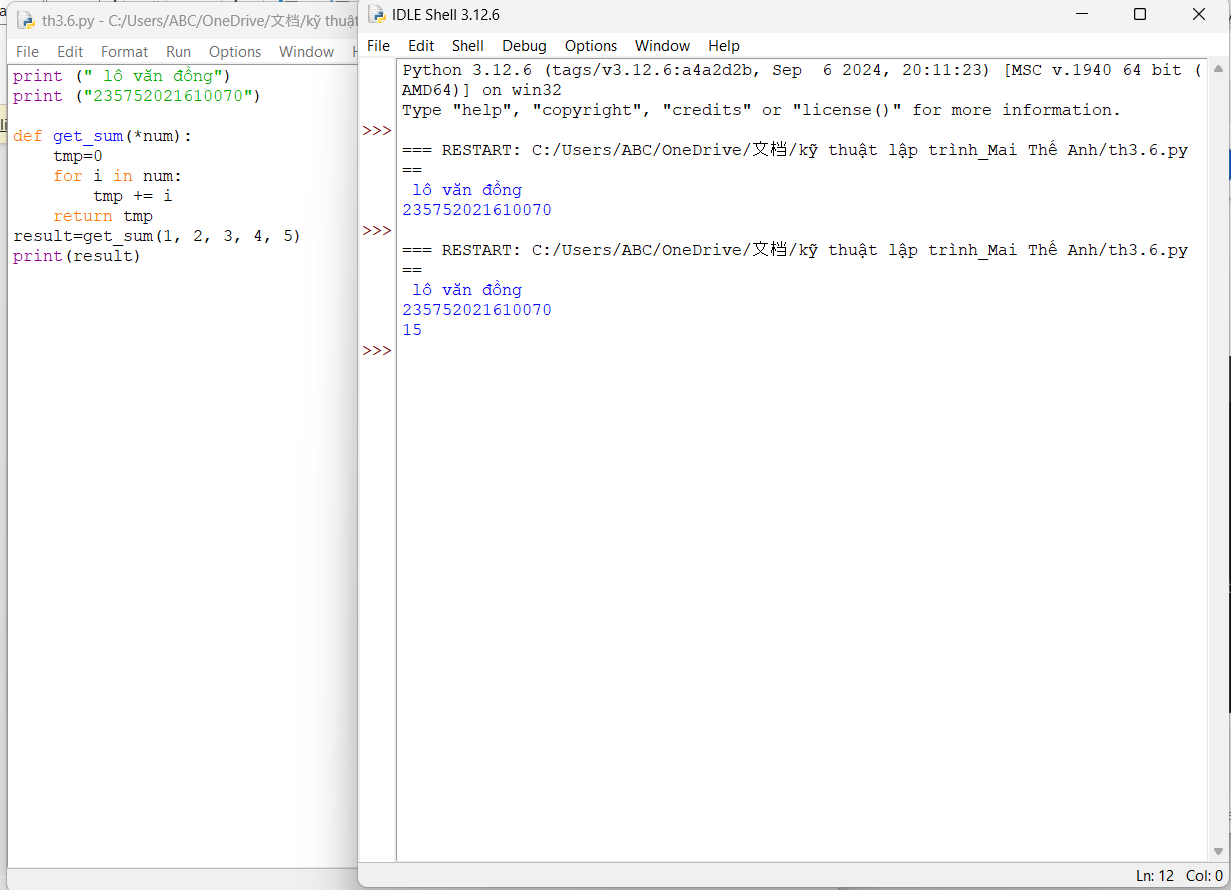 th3.6.py - C:/Users/ABC/OneDrive/文档/kỹ thuật
File Edit Format Run Options Window
print (" lô văn đồng")
print ("235752021610070")
def get_sum(*num):
    tmp=0
    for i in num:
        tmp += i
    return tmp
result=get_sum(1, 2, 3, 4, 5)
print(result)
IDLE Shell 3.12.6
File Edit Shell Debug Options Window Help
Python 3.12.6 (tags/v3.12.6:a4a2d2b, Sep  6 2024, 20:11:23) [MSC v.1940 64 bit (
AMD64)] on win32
Type "help", "copyright", "credits" or "license()" for more information.
>>>
=== RESTART: C:/Users/ABC/OneDrive/文档/kỹ thuật lập trình_Mai Thế Anh/th3.6.py
==
 lô văn đồng
235752021610070
>>>
=== RESTART: C:/Users/ABC/OneDrive/文档/kỹ thuật lập trình_Mai Thế Anh/th3.6.py
==
 lô văn đồng
235752021610070
15
>>>
Ln: 12 Col: 0